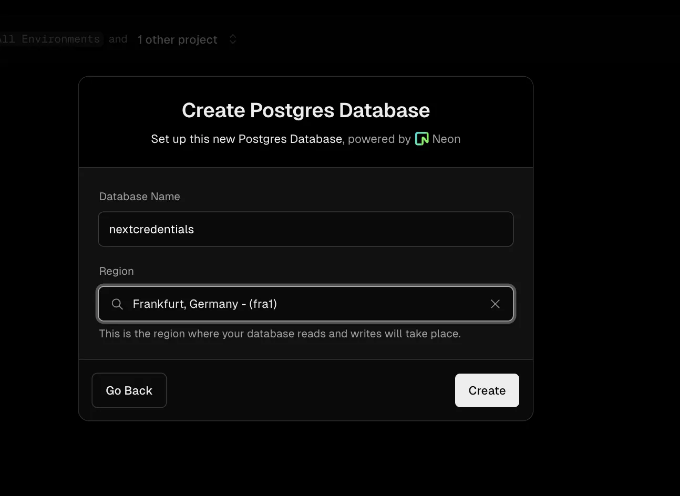 All Environments and 1 other project
Create Postgres Database
Set up this new Postgres Database, powered by Neon
Database Name
nextcredentials
Region
Frankfurt, Germany - (fra1)
This is the region where your database reads and writes will take place.
Go Back
Create